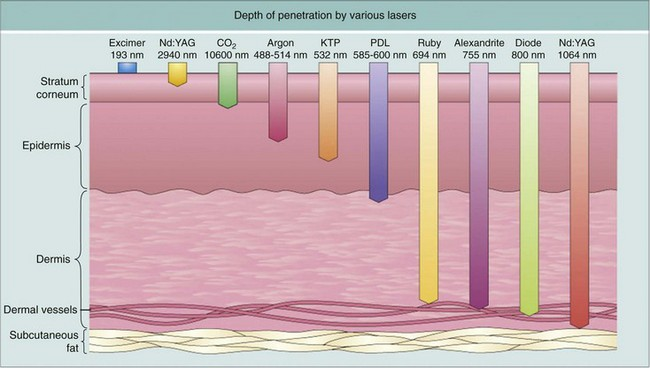 Depth of penetration by various lasers
Excimer
193 nm
Nd:YAG
2940 nm
CO₂
10600 nm
Argon
488-514 nm
KTP
532 nm
PDL
585-600 nm
Ruby
694 nm
Alexandrite
755 nm
Diode
800 nm
Nd:YAG
1064 nm
Stratum
corneum
Epidermis
Dermis
Dermal vessels
Subcutaneous
fat